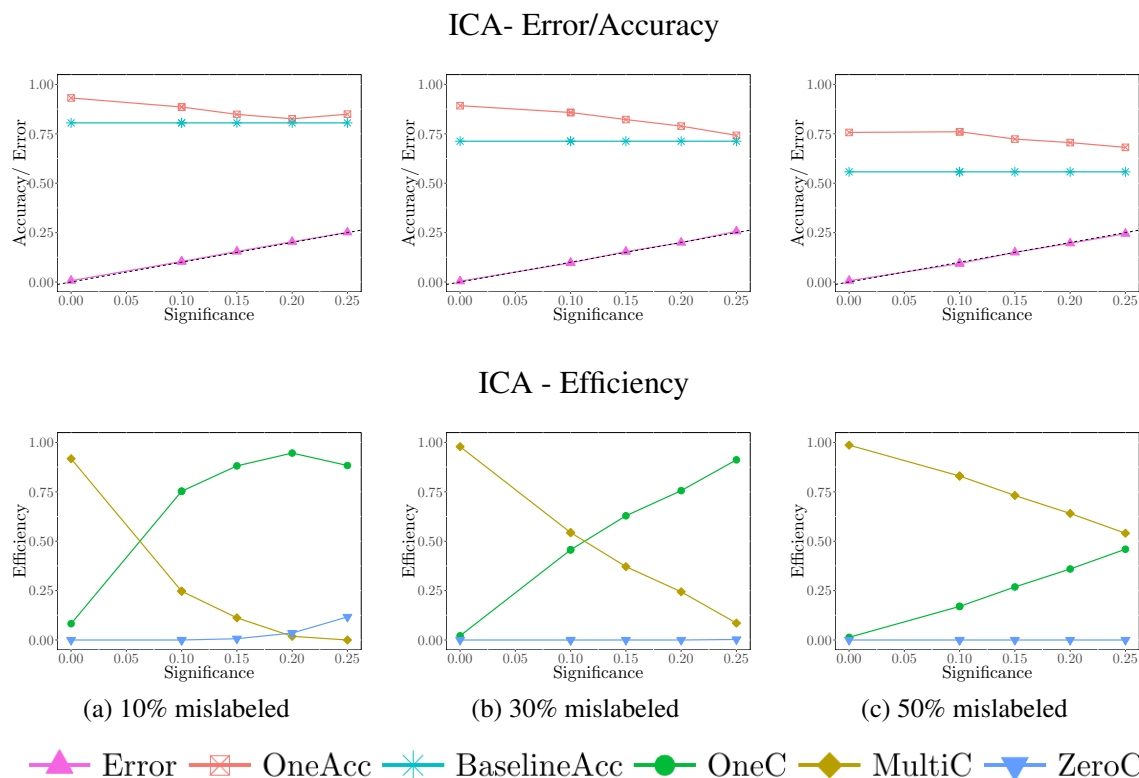 ICA- Error/Accuracy
1.00
0.75
0.50
0.25
0.00
Accuracy/ Error
0.00 0.05 0.10 0.15 0.20 0.25
Significance
1.00
0.75
0.50
0.25
0.00
Accuracy/ Error
0.00 0.05 0.10 0.15 0.20 0.25
Significance
1.00
0.75
0.50
0.25
0.00
Accuracy/ Error
0.00 0.05 0.10 0.15 0.20 0.25
Significance
ICA - Efficiency
1.00
0.75
0.50
0.25
0.00
Efficiency
0.00 0.05 0.10 0.15 0.20 0.25
Significance
(a) 10% mislabeled
1.00
0.75
0.50
0.25
0.00
Efficiency
0.00 0.05 0.10 0.15 0.20 0.25
Significance
(b) 30% mislabeled
1.00
0.75
0.50
0.25
0.00
Efficiency
0.00 0.05 0.10 0.15 0.20 0.25
Significance
(c) 50% mislabeled
Error OneAcc BaselineAcc OneC MultiC ZeroC